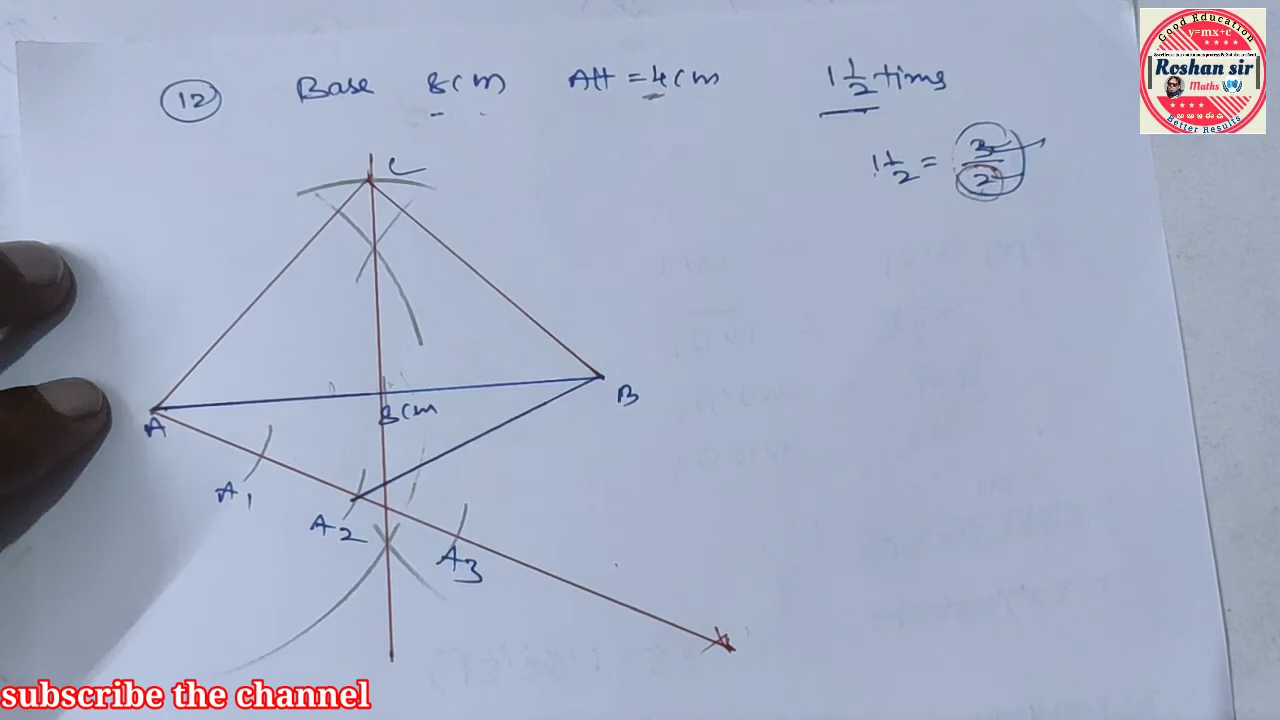 12 Base 8cm Alt = 4cm 1 1/2 times
1 1/2 = 3/2
C
A
B
8cm
A1
A2
A3
Good Education
y=mx+c
Roshan sir
Maths
Better Results
subscribe the channel